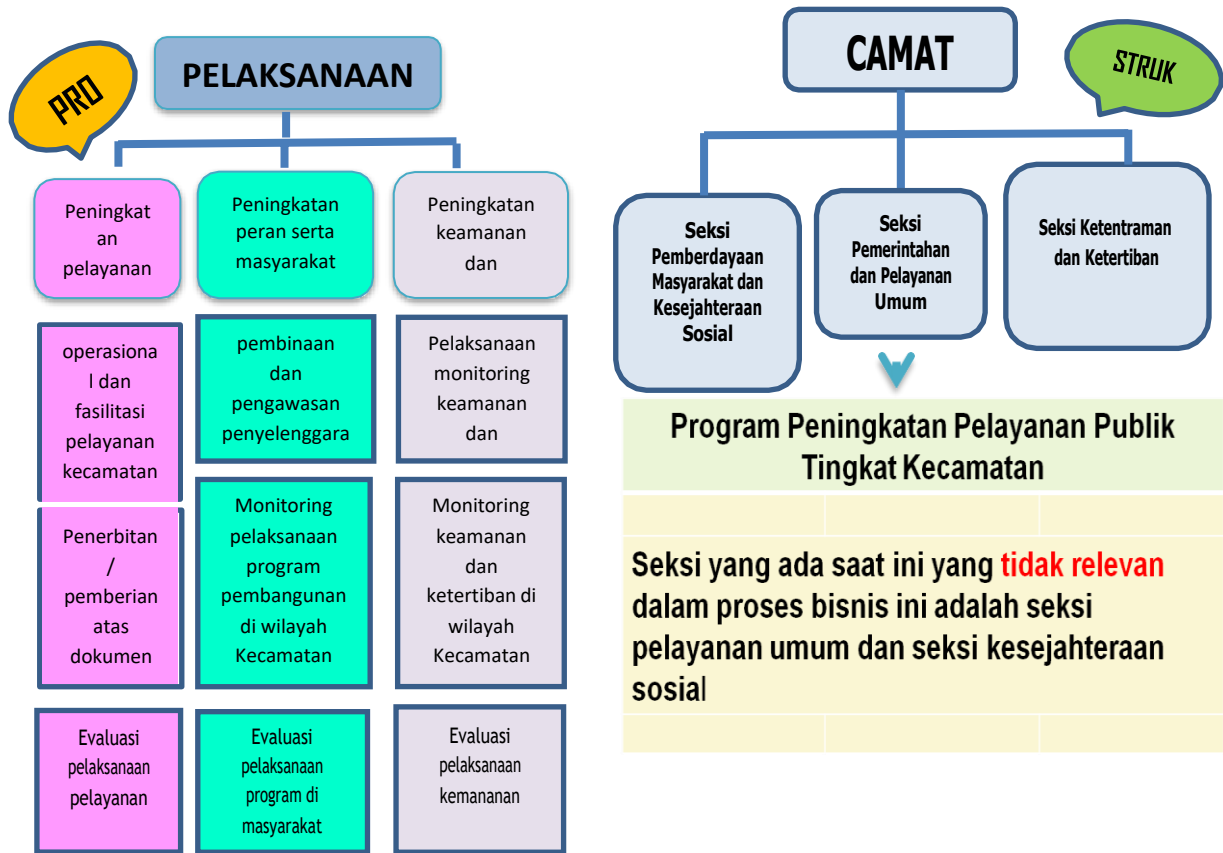 PRO
PELAKSANAAN
Peningkat
an
pelayanan
Peningkatan
peran serta
masyarakat
Peningkatan
keamanan
dan
operasiona
l dan
fasilitasi
pelayanan
kecamatan
pembinaan
dan
pengawasan
penyelenggara
Pelaksanaan
monitoring
keamanan
dan
Penerbitan
/
pemberian
atas
dokumen
Monitoring
pelaksanaan
program
pembangunan
di wilayah
Kecamatan
Monitoring
keamanan
dan
ketertiban di
wilayah
Kecamatan
Evaluasi
pelaksanaan
pelayanan
Evaluasi
pelaksanaan
program di
masyarakat
Evaluasi
pelaksanaan
kemananan
CAMAT
STRUK
Seksi
Pemberdayaan
Masyarakat dan
Kesejahteraan
Sosial
Seksi
Pemerintahan
dan Pelayanan
Umum
Seksi Ketentraman
dan Ketertiban
Program Peningkatan Pelayanan Publik
Tingkat Kecamatan
Seksi yang ada saat ini yang tidak relevan
dalam proses bisnis ini adalah seksi
pelayanan umum dan seksi kesejahteraan
sosial